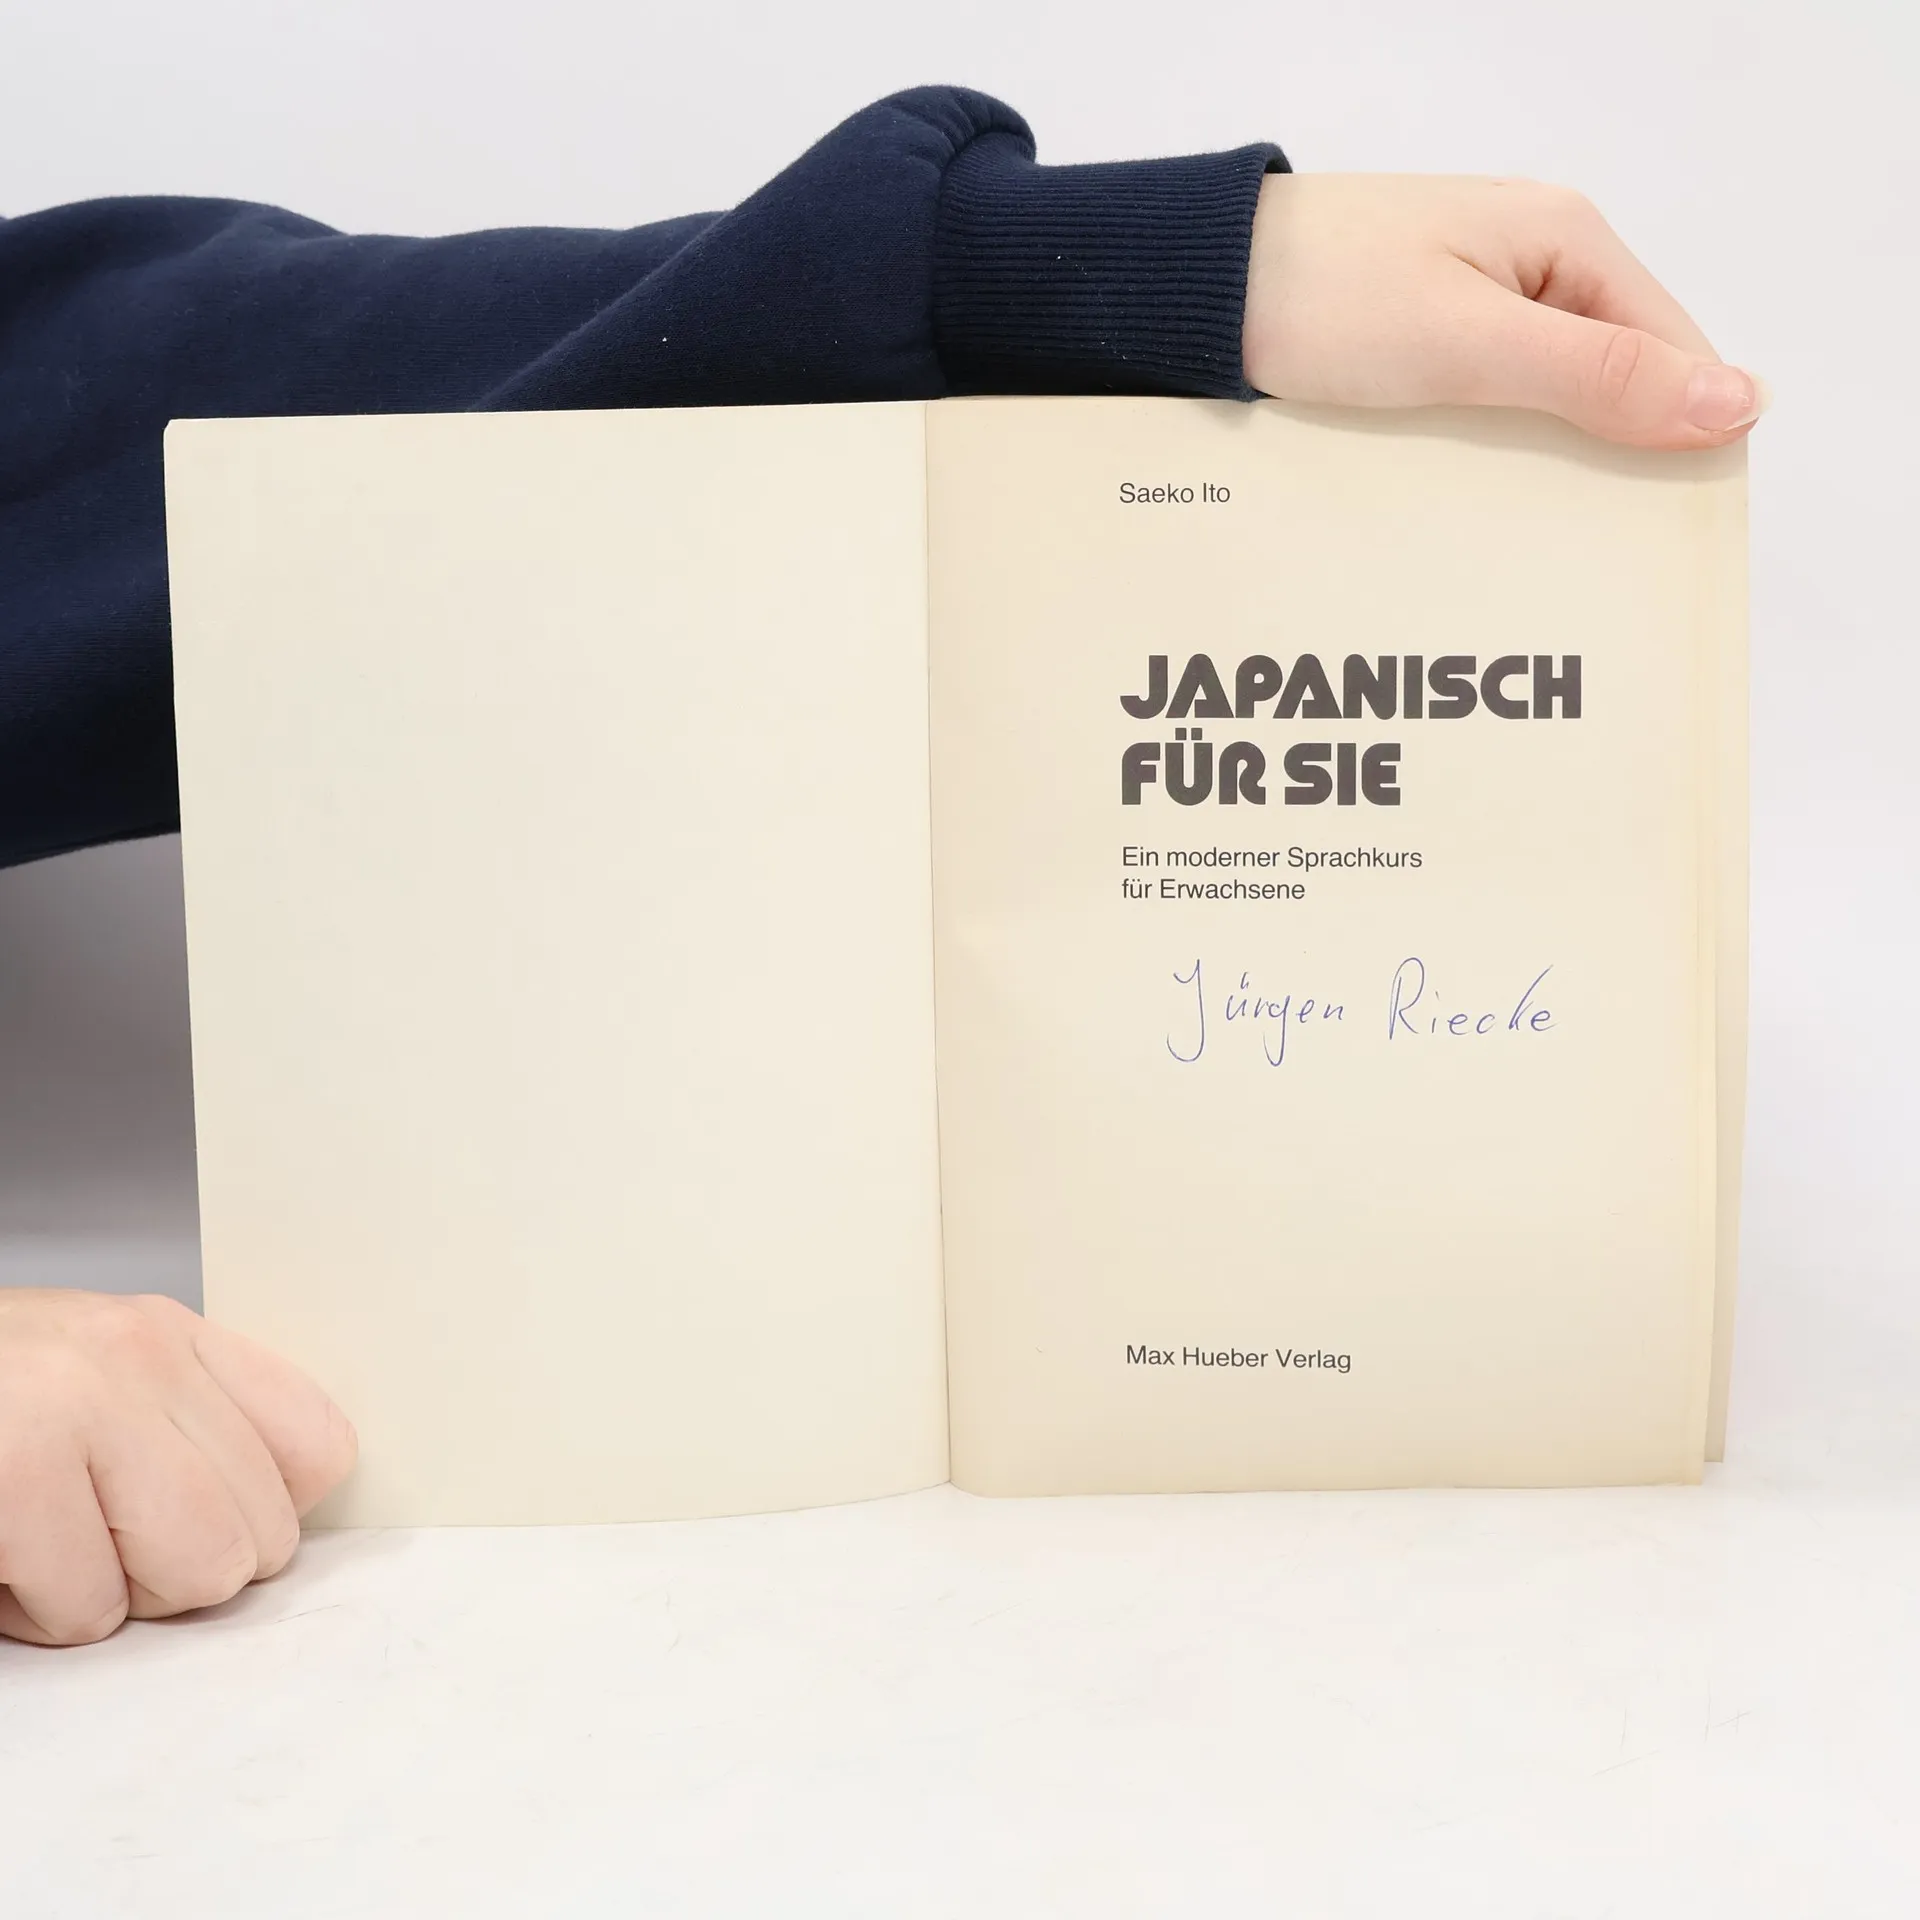 Saeko Ito
JAPANISCH
FÜR SIE
Ein moderner Sprachkurs
für Erwachsene
Jürgen Riecke
Max Hueber Verlag